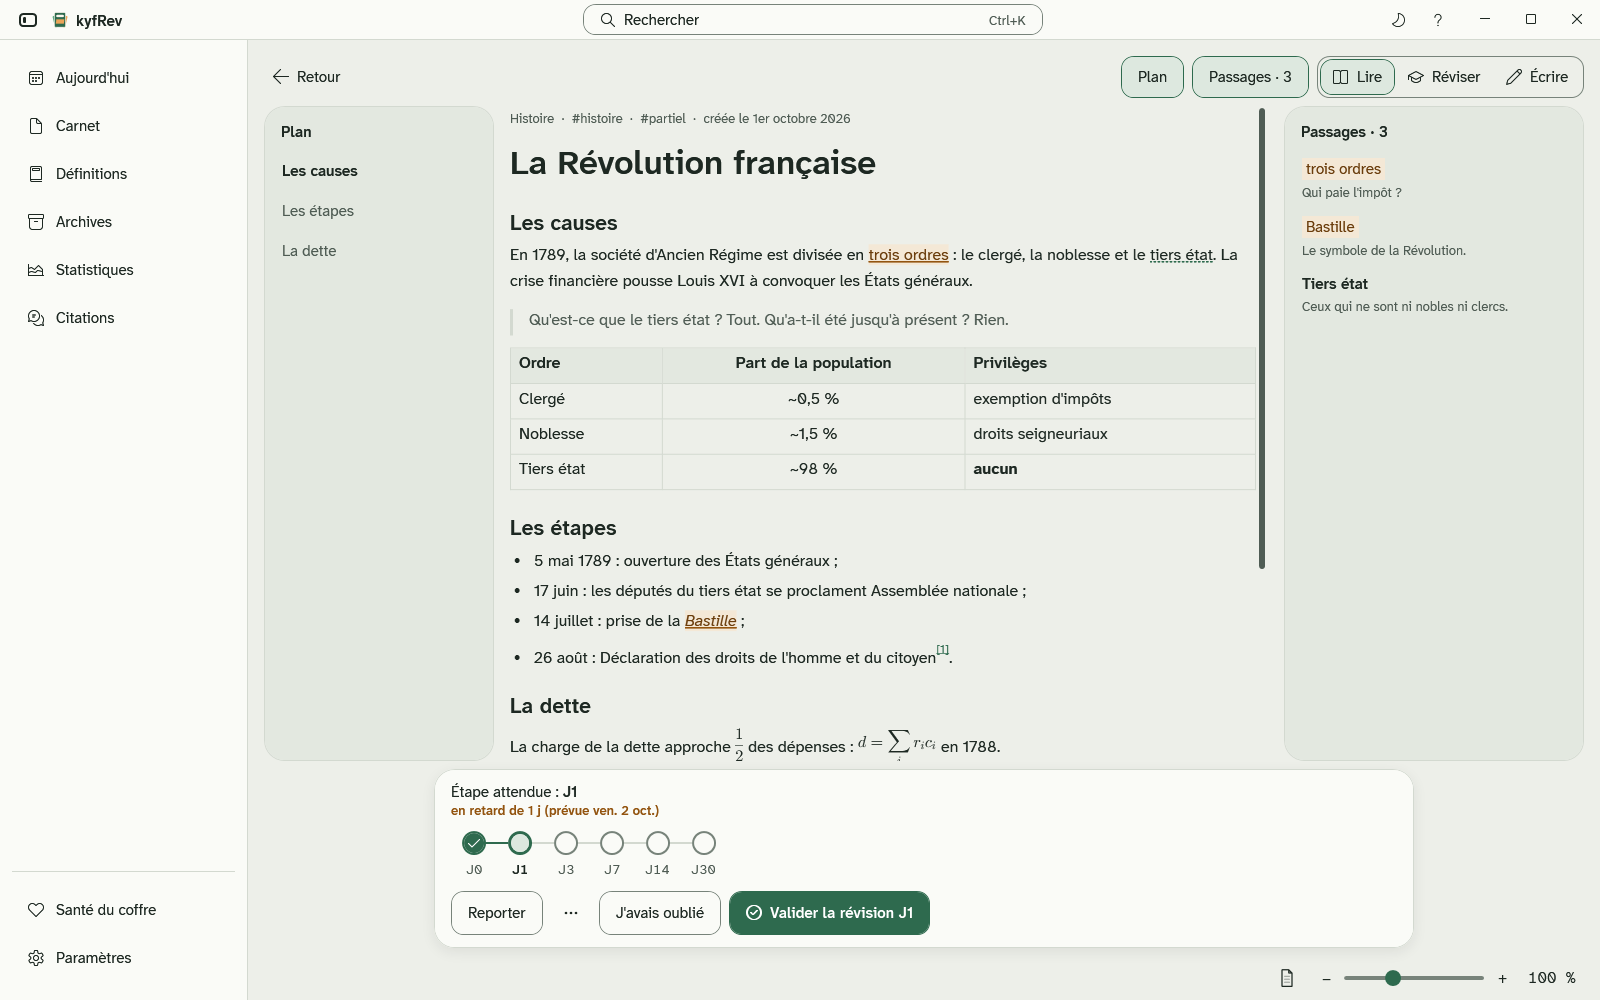 kyfRev
Rechercher
Ctrl+K
?
Aujourd'hui
Carnet
Définitions
Archives
Statistiques
Citations
Santé du coffre
Paramètres
Retour
Plan
Passages · 3
Lire
Réviser
Écrire
Plan
Les causes
Les étapes
La dette
Histoire · #histoire · #partiel · créée le 1er octobre 2026
La Révolution française
Les causes
En 1789, la société d'Ancien Régime est divisée en trois ordres : le clergé, la noblesse et le tiers état. La
crise financière pousse Louis XVI à convoquer les États généraux.
Qu'est-ce que le tiers état ? Tout. Qu'a-t-il été jusqu'à présent ? Rien.
Ordre Part de la population Privilèges
Clergé ~0,5 % exemption d'impôts
Noblesse ~1,5 % droits seigneuriaux
Tiers état ~98 % aucun
Les étapes
• 5 mai 1789 : ouverture des États généraux ;
• 17 juin : les députés du tiers état se proclament Assemblée nationale ;
• 14 juillet : prise de la Bastille ;
• 26 août : Déclaration des droits de l'homme et du citoyen[1].
La dette
La charge de la dette approche 1/2 des dépenses : d = ∑i rᵢcᵢ en 1788.
Passages · 3
trois ordres
Qui paie l'impôt ?
Bastille
Le symbole de la Révolution.
Tiers état
Ceux qui ne sont ni nobles ni clercs.
Étape attendue : J1
en retard de 1 j (prévue ven. 2 oct.)
J0 J1 J3 J7 J14 J30
Reporter
···
J'avais oublié
Valider la révision J1
− + 100 %